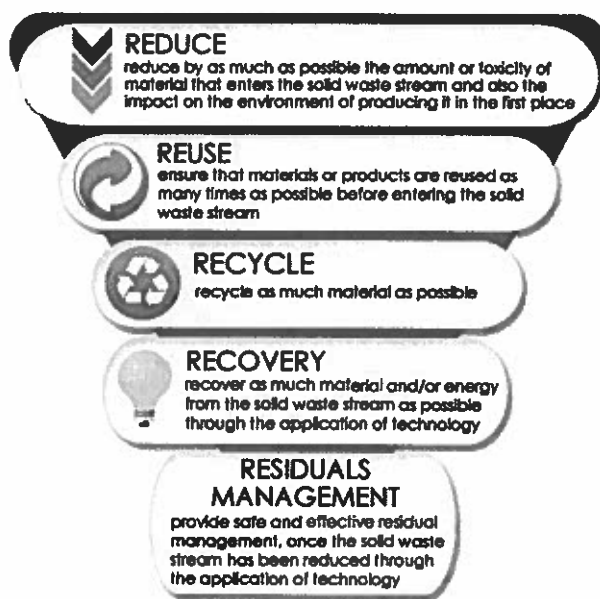 REDUCE
reduce by as much as possible the amount or toxicity of
material that enters the solid waste stream and also the
impact on the environment of producing it in the first place
REUSE
ensure that materials or products are reused as
many times as possible before entering the solid
waste stream
RECYCLE
recycle as much material as possible
RECOVERY
recover as much material and/or energy
from the solid waste stream as possible
through the application of technology
RESIDUALS
MANAGEMENT
provide safe and effective residual
management, once the solid waste
stream has been reduced through
the application of technology